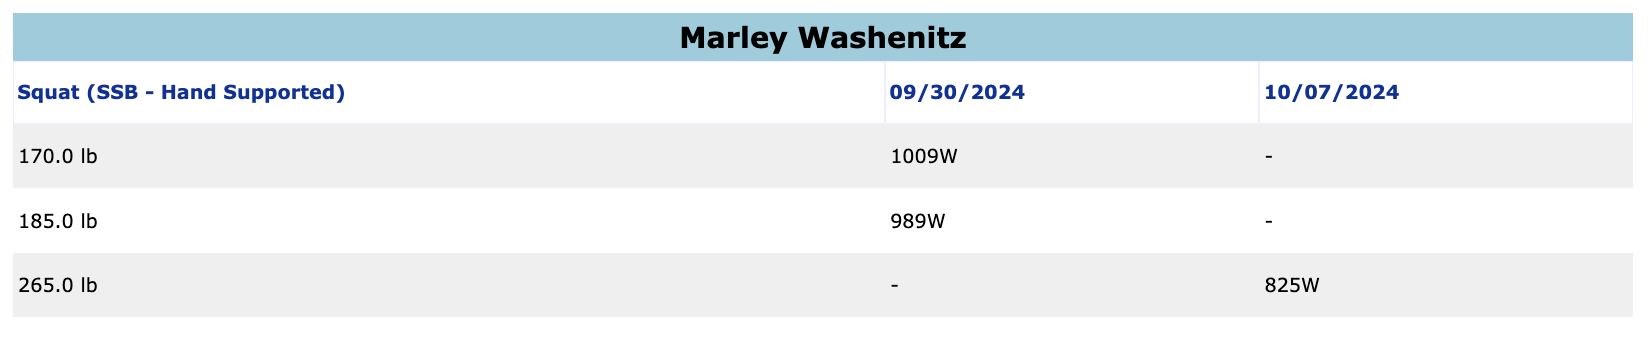 Marley Washenitz
Squat (SSB - Hand Supported) 09/30/2024 10/07/2024
170.0 lb 1009W -
185.0 lb 989W -
265.0 lb - 825W